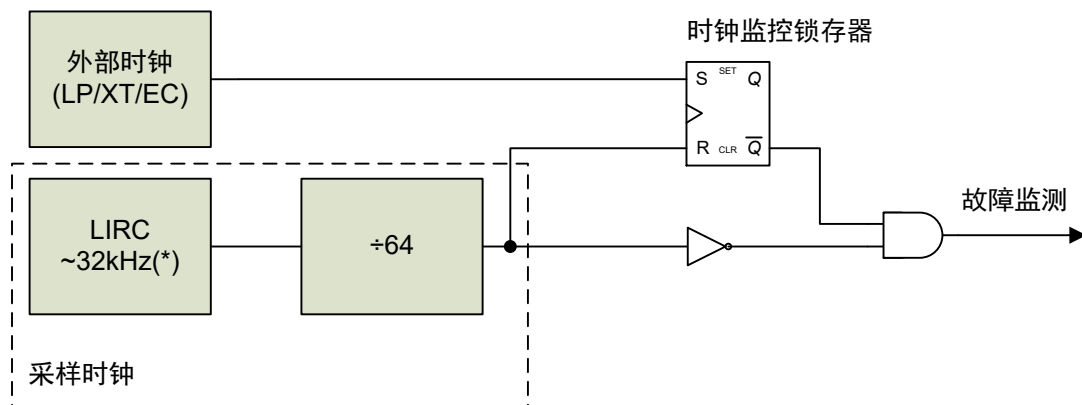 时钟监控锁存器
外部时钟
(LP/XT/EC)
S SET Q
R CLR Q̅
LIRC
~32kHz(*)
÷64
故障监测
采样时钟